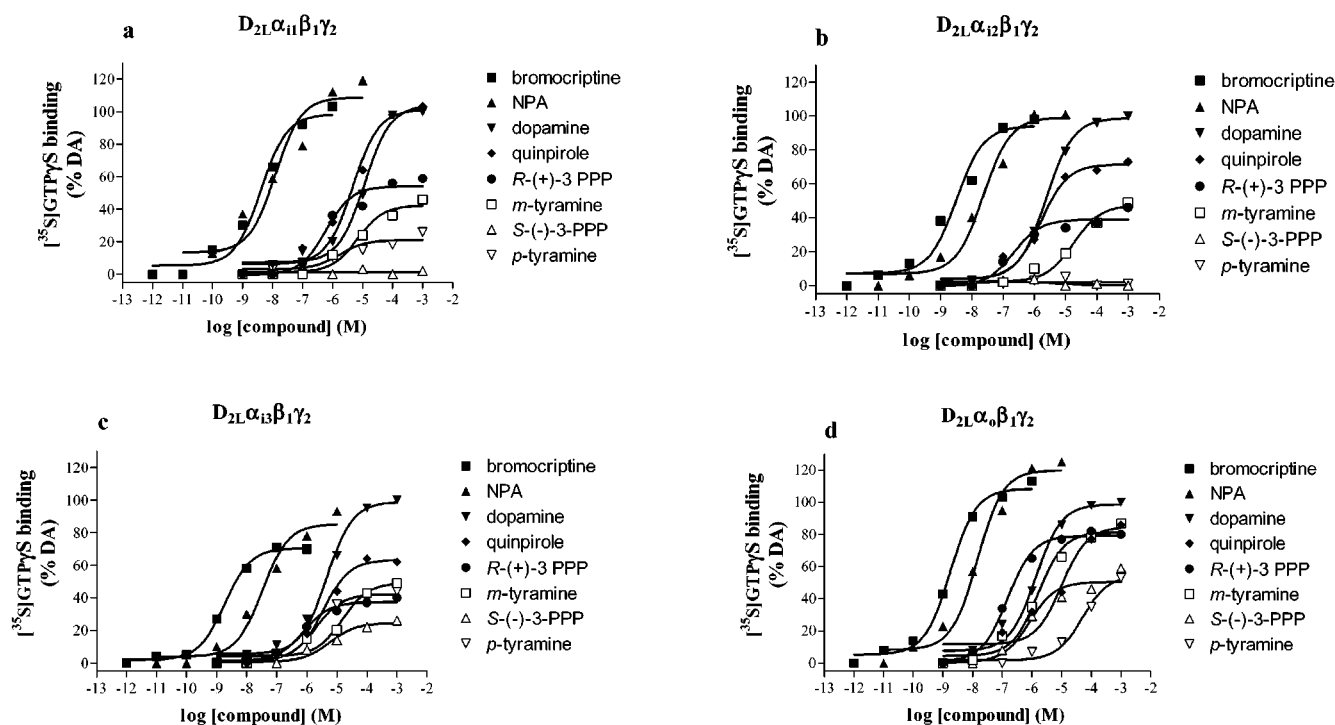 a
D2Lαi1β1γ2
[35S]GTPγS binding
(% DA)
120
100
80
60
40
20
0
-13 -12 -11 -10 -9 -8 -7 -6 -5 -4 -3 -2
log [compound] (M)
bromocriptine
NPA
dopamine
quinpirole
R-(+)-3 PPP
m-tyramine
S-(-)-3-PPP
p-tyramine
b
D2Lαi2β1γ2
[35S]GTPγS binding
(% DA)
120
100
80
60
40
20
0
-13 -12 -11 -10 -9 -8 -7 -6 -5 -4 -3 -2
log [compound] (M)
bromocriptine
NPA
dopamine
quinpirole
R-(+)-3 PPP
m-tyramine
S-(-)-3-PPP
p-tyramine
c
D2Lαi3β1γ2
[35S]GTPγS binding
(% DA)
120
100
80
60
40
20
0
-13 -12 -11 -10 -9 -8 -7 -6 -5 -4 -3 -2
log [compound] (M)
bromocriptine
NPA
dopamine
quinpirole
R-(+)-3 PPP
m-tyramine
S-(-)-3-PPP
p-tyramine
d
D2Lαoβ1γ2
[35S]GTPγS binding
(% DA)
120
100
80
60
40
20
0
-13 -12 -11 -10 -9 -8 -7 -6 -5 -4 -3 -2
log [compound] (M)
bromocriptine
NPA
dopamine
quinpirole
R-(+)-3 PPP
m-tyramine
S-(-)-3-PPP
p-tyramine